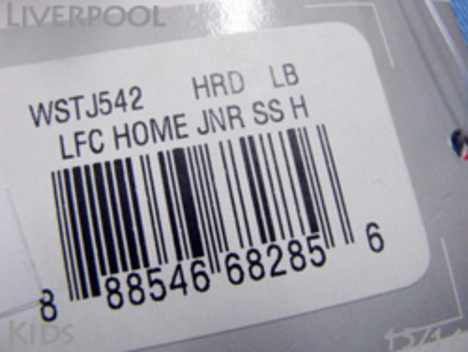 LIVERPOOL
WSTJ542 HRD LB
LFC HOME JNR SS H
8 88546 68285 6
KIDS